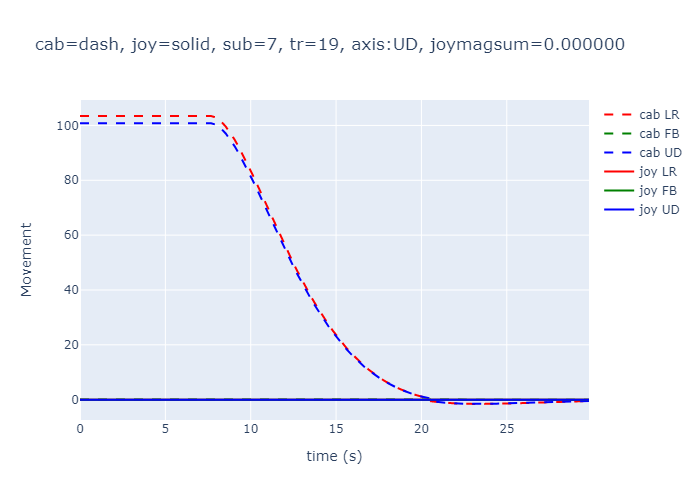 cab=dash, joy=solid, sub=7, tr=19, axis:UD, joymagsum=0.000000
cab LR
cab FB
cab UD
joy LR
joy FB
joy UD
Movement
100
80
60
40
20
0
0 5 10 15 20 25
time (s)